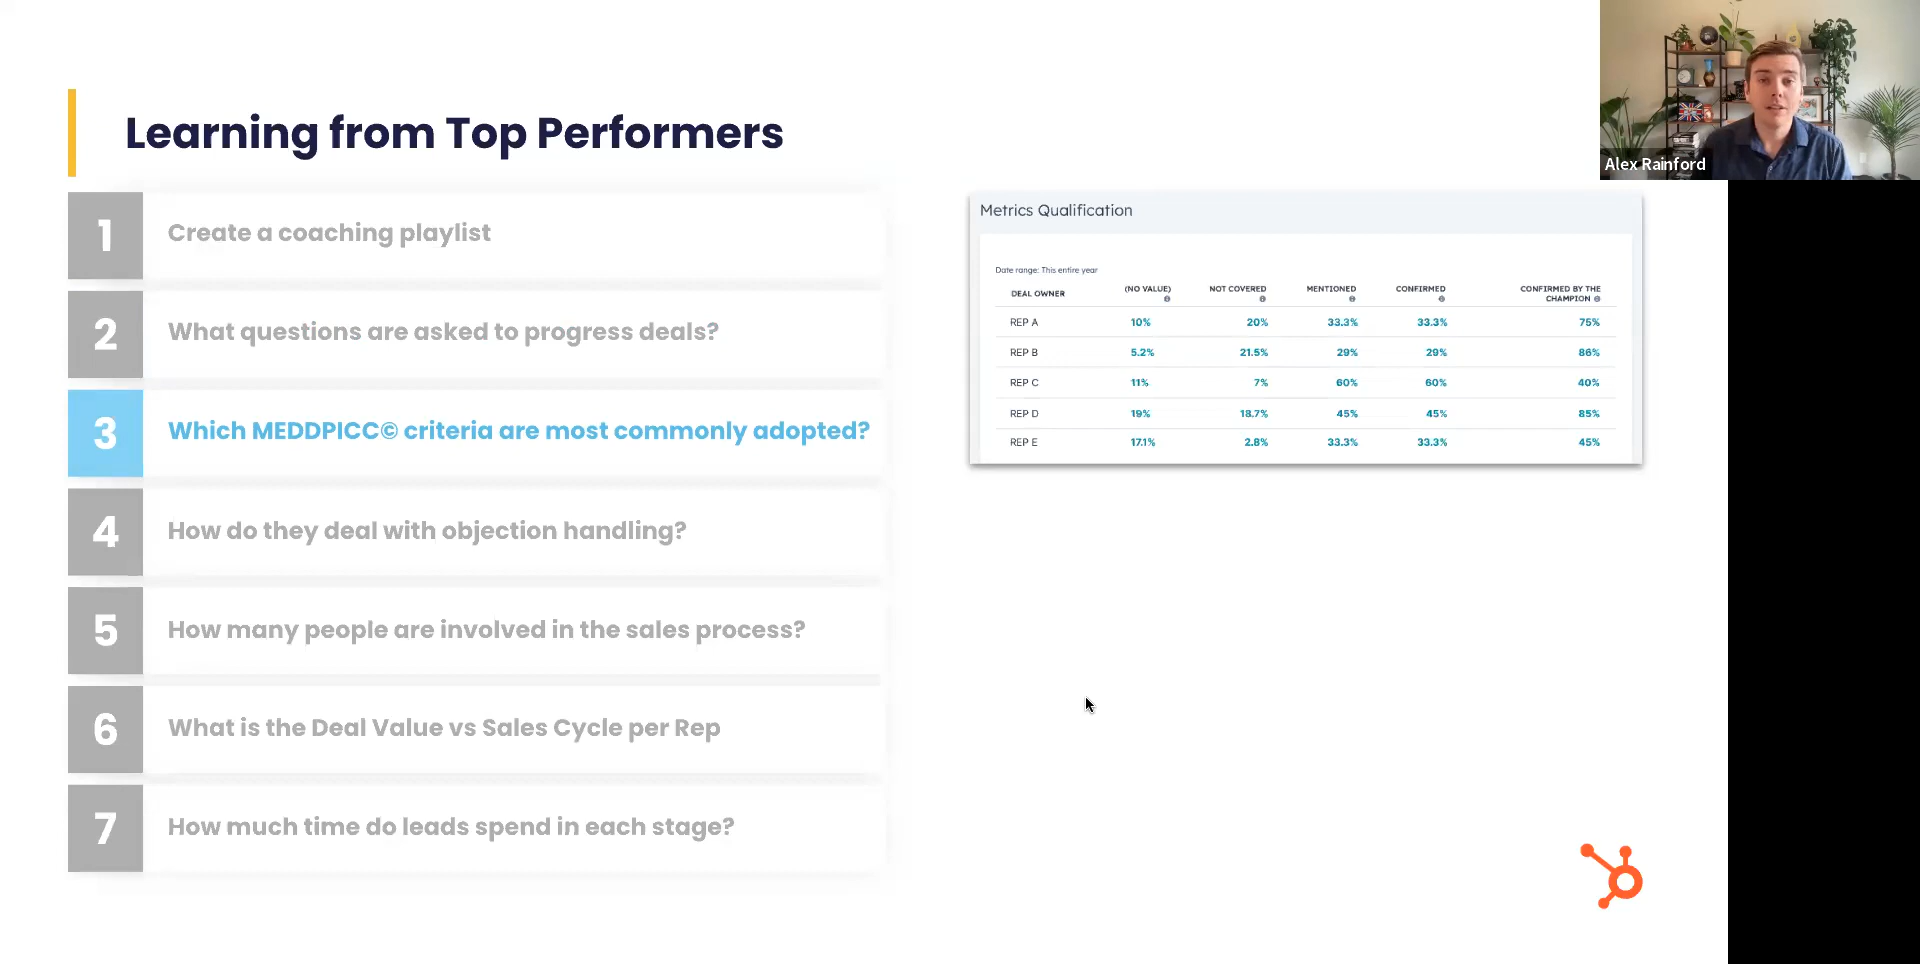 Learning from Top Performers
1
Create a coaching playlist
2
What questions are asked to progress deals?
3
Which MEDDPICC© criteria are most commonly adopted?
4
How do they deal with objection handling?
5
How many people are involved in the sales process?
6
What is the Deal Value vs Sales Cycle per Rep
7
How much time do leads spend in each stage?
Alex Rainford
Metrics Qualification
Date range: This entire year
DEAL OWNER (NO VALUE) NOT COVERED MENTIONED CONFIRMED CONFIRMED BY THE CHAMPION
REP A 10% 20% 33.3% 33.3% 75%
REP B 5.2% 21.5% 29% 29% 86%
REP C 11% 7% 60% 60% 40%
REP D 19% 18.7% 45% 45% 85%
REP E 17.1% 2.8% 33.3% 33.3% 45%